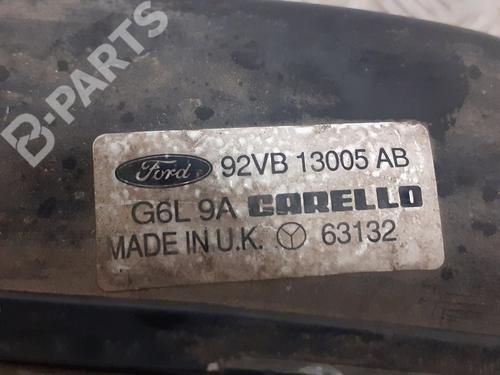 B-PARTS
Ford 92VB 13005 AB
G6L 9A CARELLO
MADE IN U.K. 63132